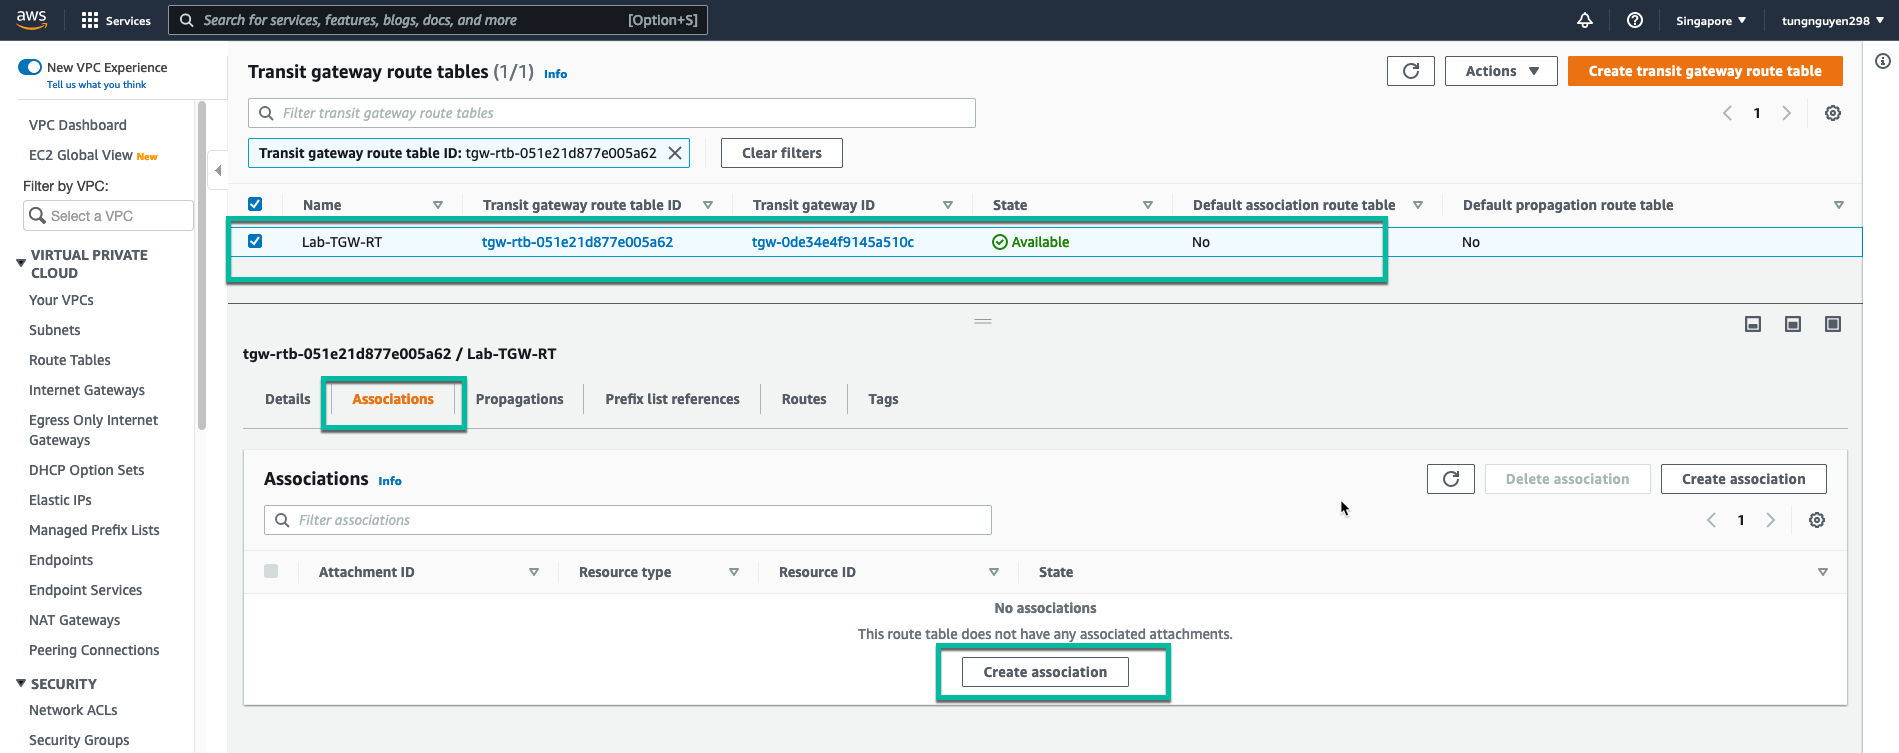 aws
Services
Search for services, features, blogs, docs, and more
[Option+S]
Singapore
tungnguyen298
New VPC Experience
Tell us what you think
VPC Dashboard
EC2 Global View New
Filter by VPC:
Select a VPC
VIRTUAL PRIVATE
CLOUD
Your VPCs
Subnets
Route Tables
Internet Gateways
Egress Only Internet
Gateways
DHCP Option Sets
Elastic IPs
Managed Prefix Lists
Endpoints
Endpoint Services
NAT Gateways
Peering Connections
SECURITY
Network ACLs
Security Groups
Transit gateway route tables (1/1) Info
Actions
Create transit gateway route table
Filter transit gateway route tables
1
Transit gateway route table ID: tgw-rtb-051e21d877e005a62
Clear filters
Name Transit gateway route table ID Transit gateway ID State Default association route table Default propagation route table
Lab-TGW-RT tgw-rtb-051e21d877e005a62 tgw-0de34e4f9145a510c Available No No
tgw-rtb-051e21d877e005a62 / Lab-TGW-RT
Details Associations Propagations Prefix list references Routes Tags
Associations Info
Delete association
Create association
Filter associations
1
Attachment ID Resource type Resource ID State
No associations
This route table does not have any associated attachments.
Create association